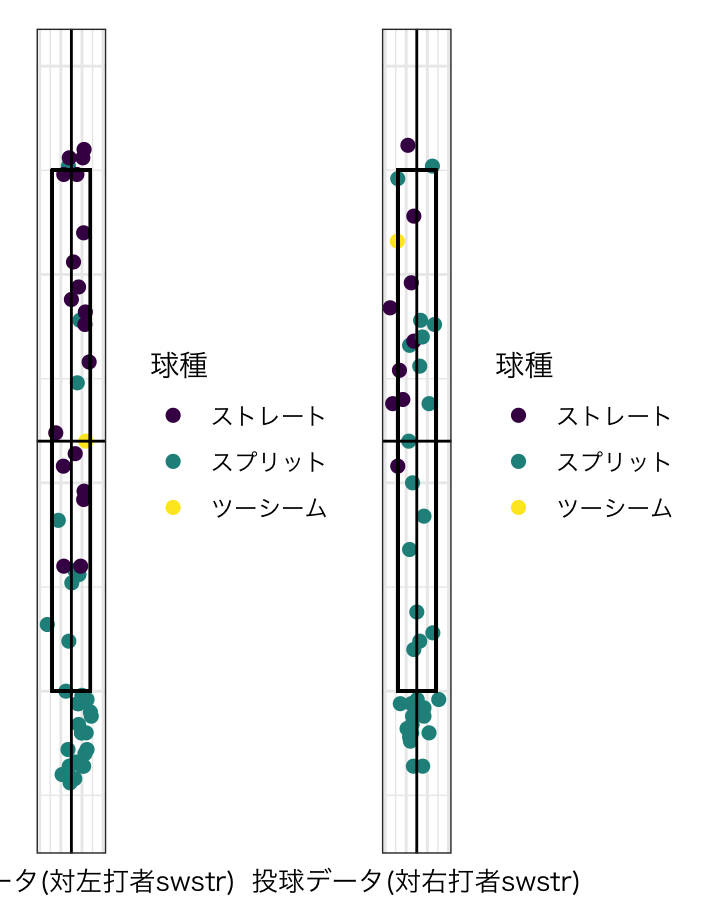 球種
ストレート
スプリット
ツーシーム
球種
ストレート
スプリット
ツーシーム
ータ(対左打者swstr)
投球データ(対右打者swstr)